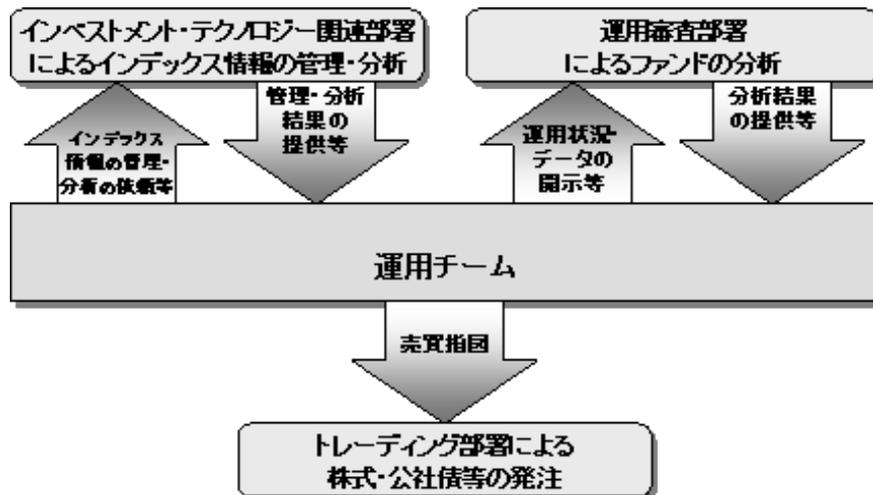 インベストメント・テクノロジー関連部署
によるインデックス情報の管理・分析
運用審査部署
によるファンドの分析
インデックス
情報の管理・
分析の依頼等
管理・分析
結果の
提供等
運用状況・
データの
開示等
分析結果
の提供等
運用チーム
売買指図
トレーディング部署による
株式・公社債等の発注